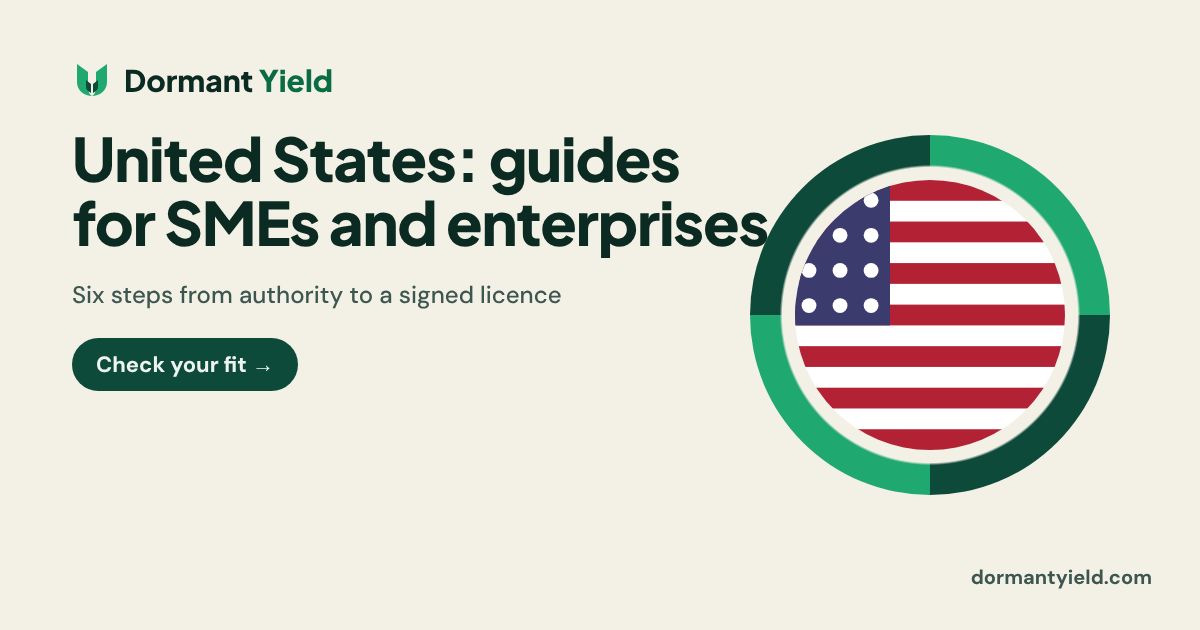 Dormant Yield
United States: guides
for SMEs and enterprises
Six steps from authority to a signed licence
Check your fit →
dormantyield.com